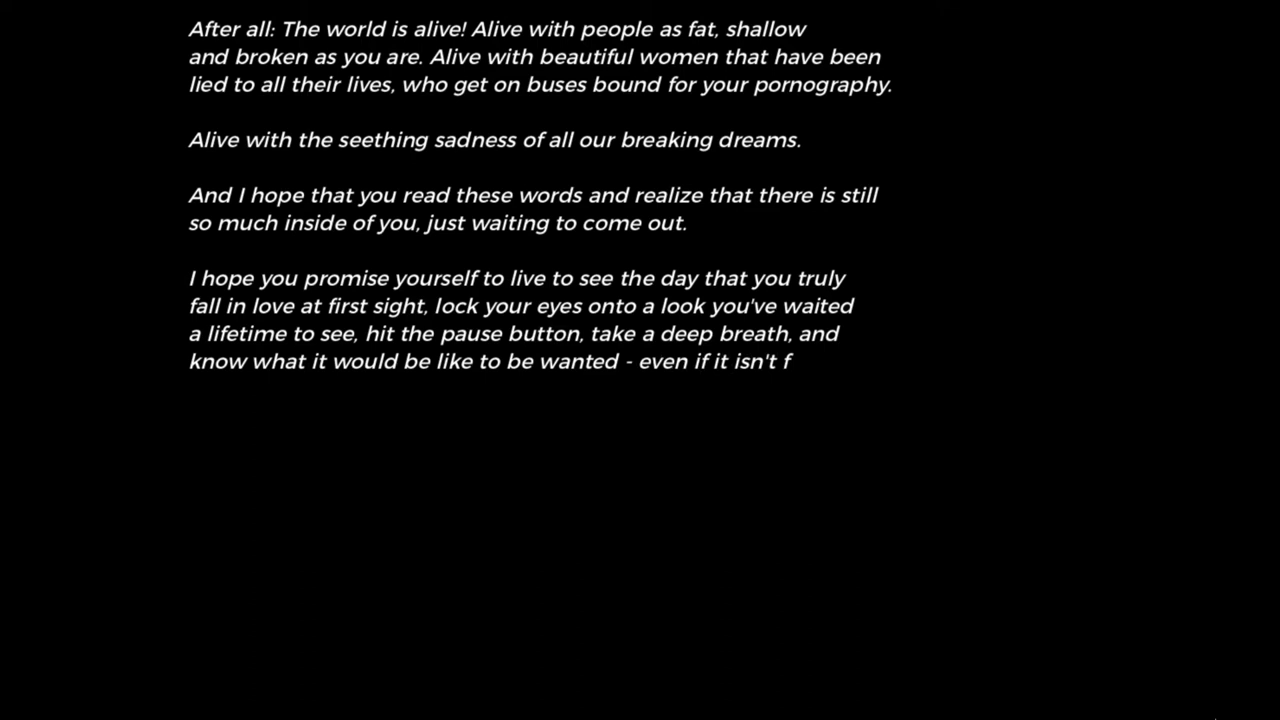 After all: The world is alive! Alive with people as fat, shallow
and broken as you are. Alive with beautiful women that have been
lied to all their lives, who get on buses bound for your pornography.
Alive with the seething sadness of all our breaking dreams.
And I hope that you read these words and realize that there is still
so much inside of you, just waiting to come out.
I hope you promise yourself to live to see the day that you truly
fall in love at first sight, lock your eyes onto a look you've waited
a lifetime to see, hit the pause button, take a deep breath, and
know what it would be like to be wanted - even if it isn't f